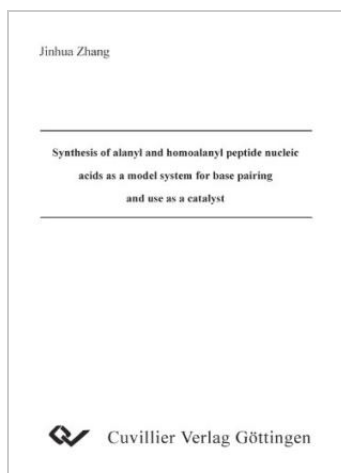 Jinhua Zhang
Synthesis of alanyl and homoalanyl peptide nucleic
acids as a model system for base pairing
and use as a catalyst
Cuvillier Verlag Göttingen